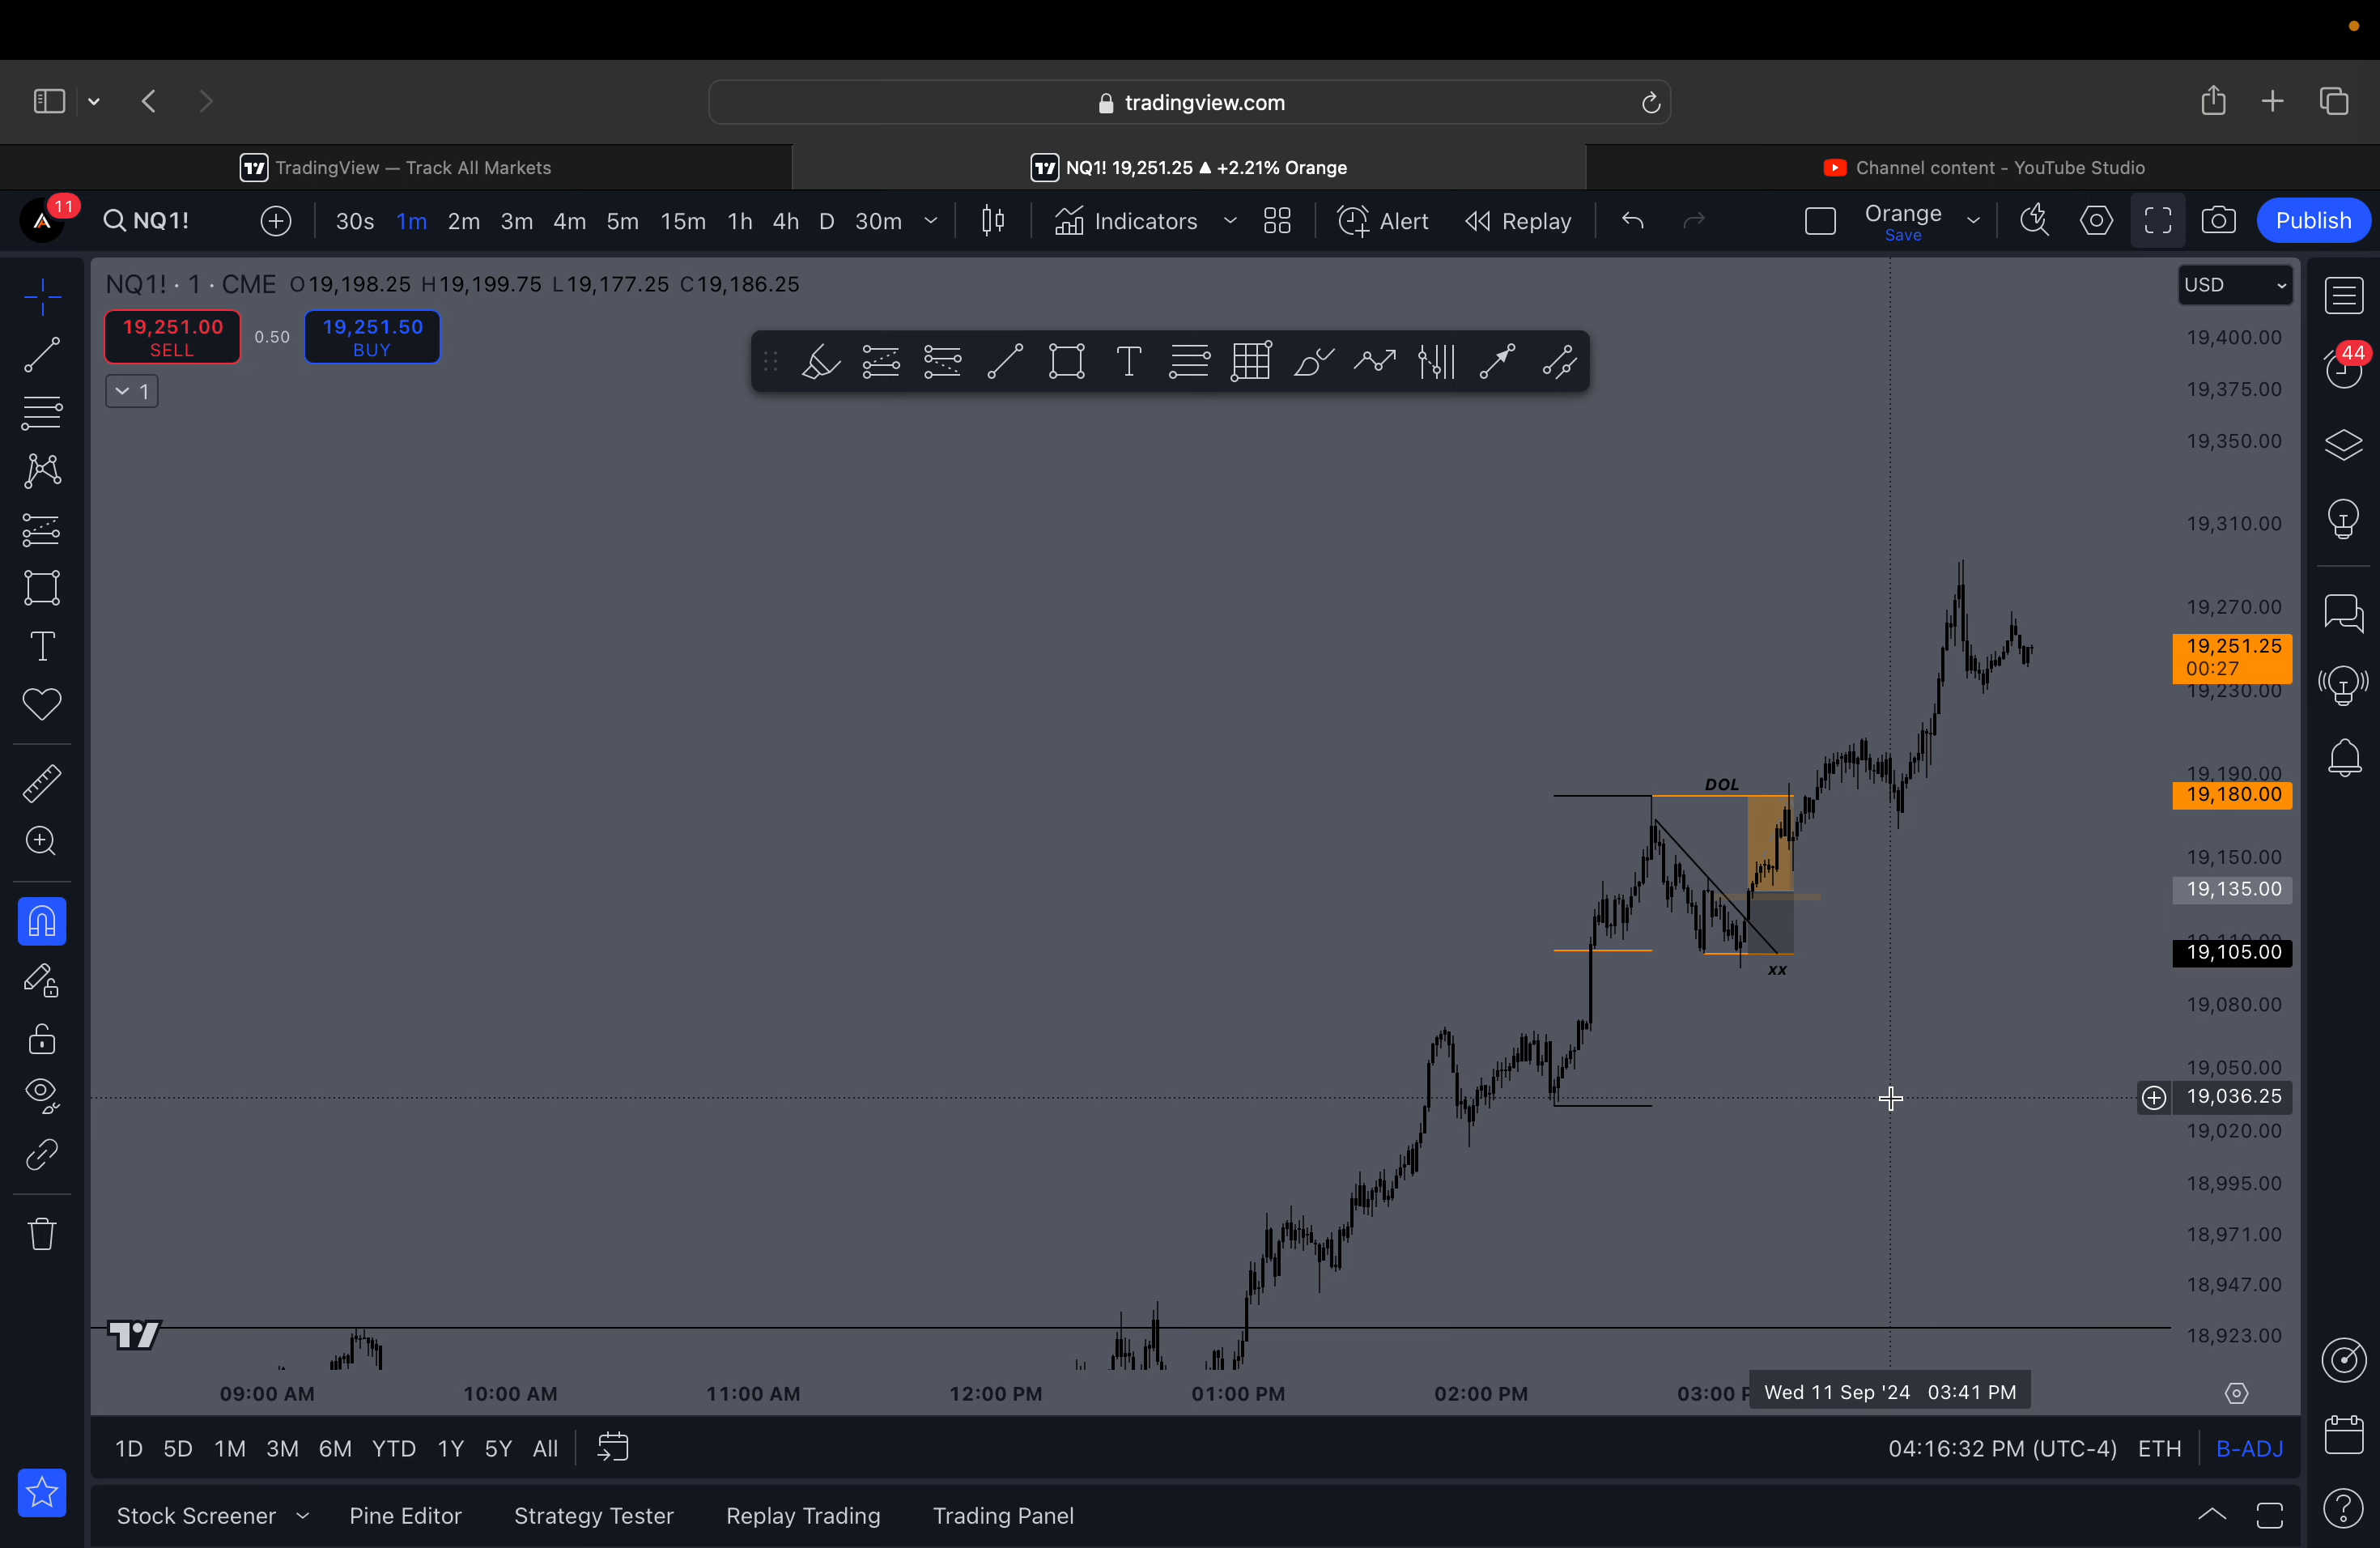 tradingview.com
TradingView — Track All Markets
NQ1! 19,251.25 ▲ +2.21% Orange
Channel content - YouTube Studio
11
NQ1!
30s 1m 2m 3m 4m 5m 15m 1h 4h D 30m
Indicators
Alert
Replay
Orange
Save
Publish
NQ1! · 1 · CME O19,198.25 H19,199.75 L19,177.25 C19,186.25
USD
19,251.00
SELL
0.50
19,251.50
BUY
1
44
19,400.00
19,375.00
19,350.00
19,310.00
19,270.00
19,251.25
00:27
19,230.00
19,190.00
DOL
19,180.00
19,150.00
19,135.00
19,105.00
xx
19,080.00
19,050.00
19,036.25
19,020.00
18,995.00
18,971.00
18,947.00
18,923.00
09:00 AM 10:00 AM 11:00 AM 12:00 PM 01:00 PM 02:00 PM 03:00 Wed 11 Sep '24 03:41 PM
1D 5D 1M 3M 6M YTD 1Y 5Y All
04:16:32 PM (UTC-4) ETH B-ADJ
Stock Screener Pine Editor Strategy Tester Replay Trading Trading Panel